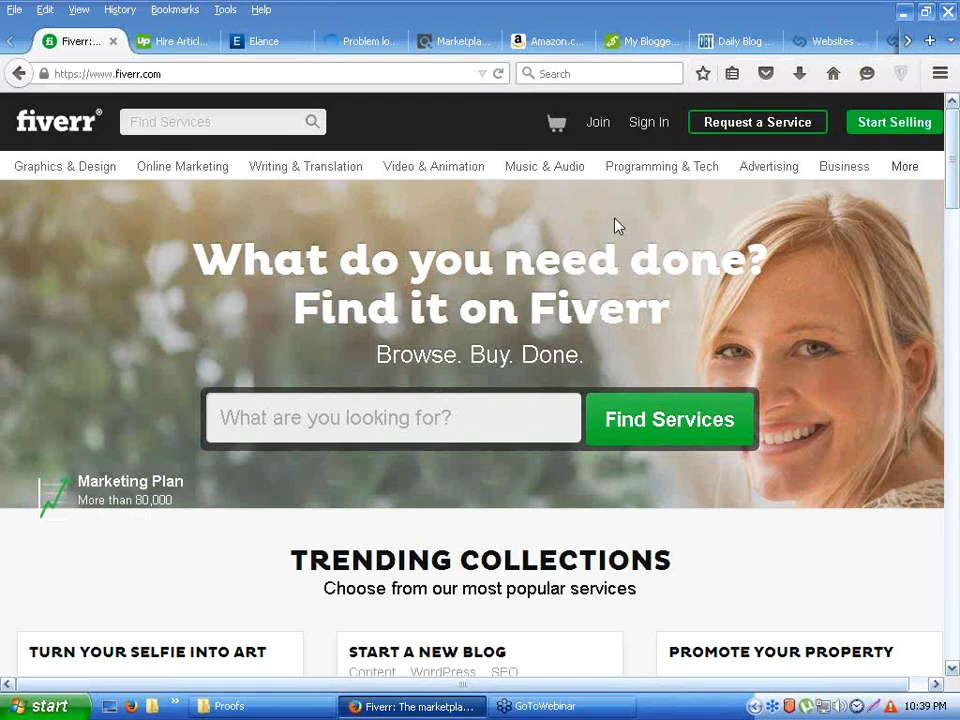 File Edit View History Bookmarks Tools Help
Fiverr:... Hire Articl... Elance Problem lo... Marketpla... Amazon.c... My Blogge... Daily Blog ... Websites ...
https://www.fiverr.com Search
fiverr® Find Services Join Sign In Request a Service Start Selling
Graphics & Design Online Marketing Writing & Translation Video & Animation Music & Audio Programming & Tech Advertising Business More
What do you need done?
Find it on Fiverr
Browse. Buy. Done.
What are you looking for? Find Services
Marketing Plan
More than 80,000
TRENDING COLLECTIONS
Choose from our most popular services
TURN YOUR SELFIE INTO ART START A NEW BLOG PROMOTE YOUR PROPERTY
Content WordPress SEO
start Proofs Fiverr: The marketpla... GoToWebinar 10:39 PM